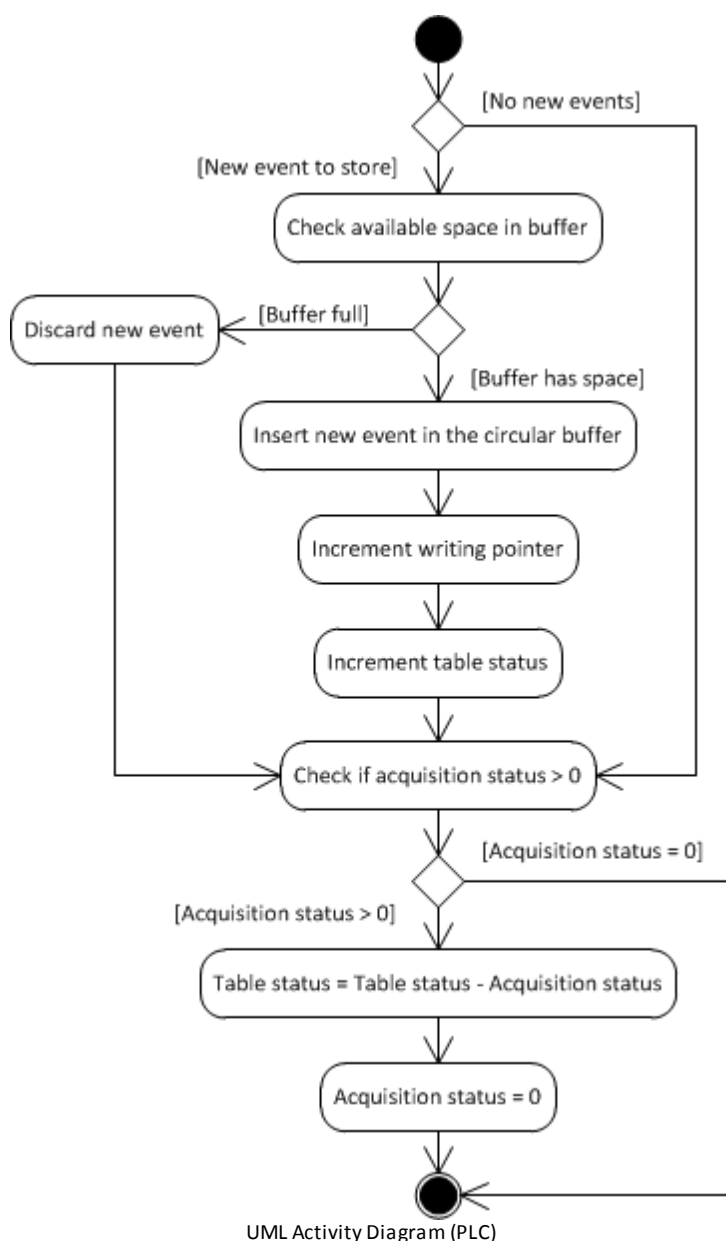 [No new events]
[New event to store]
Check available space in buffer
[Buffer full]
Discard new event
[Buffer has space]
Insert new event in the circular buffer
Increment writing pointer
Increment table status
Check if acquisition status > 0
[Acquisition status = 0]
[Acquisition status > 0]
Table status = Table status - Acquisition status
Acquisition status = 0
UML Activity Diagram (PLC)